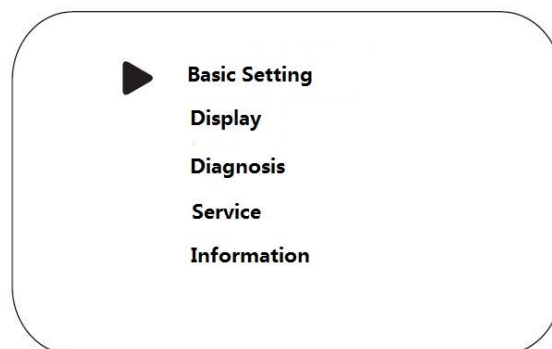 Basic Setting
Display
Diagnosis
Service
Information